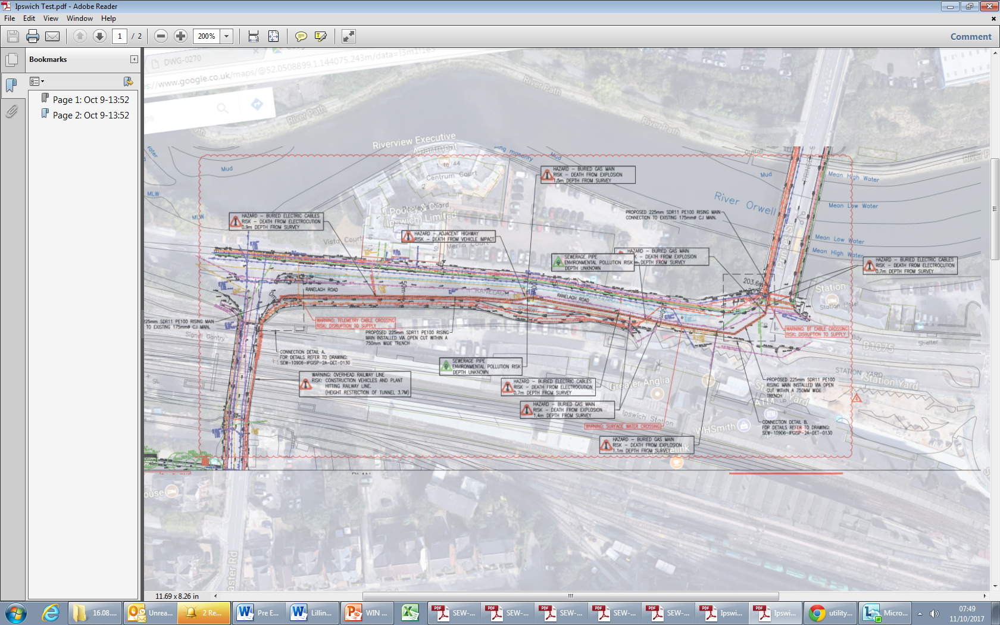 Ipswich Test.pdf - Adobe Reader
File Edit View Window Help
1 / 2 200% Comment
Bookmarks
Page 1: Oct 9-13:52
Page 2: Oct 9-13:52
DWG-0270
://www.google.co.uk/maps/@52.0508899,1.144075,243m/data=!3m1!1e3
River Path
River Path
River Path
Riverview Executive
Apartment
to 44
Centrum Court
2
Mud
MLW
MLW
Mud
Outfall
Mud
Mean High Water
River Orwell
Mean Low Water
Mean Low Water
Mean High Water
HAZARD - BURIED GAS MAIN
RISK - DEATH FROM EXPLOSION
1.5m DEPTH FROM SURVEY
PROPOSED 225mm SDR11 PE100 RISING MAIN
CONNECTION TO EXISTING 175mmø CJ MAIN.
HAZARD - BURIED ELECTRIC CABLES
RISK - DEATH FROM ELECTROCUTION
0.9m DEPTH FROM SURVEY
HAZARD - ADJACENT HIGHWAY
RISK - DEATH FROM VEHICLE IMPACT
Vista Court
Merlin Court
HAZARD - BURIED GAS MAIN
DEATH FROM EXPLOSION
DEPTH FROM SURVEY
SEWERAGE PIPE
ENVIRONMENTAL POLLUTION RISK
DEPTH UNKNOWN
HAZARD - BURIED ELECTRIC CABLES
RISK - DEATH FROM ELECTROCUTION
0.7m DEPTH FROM SURVEY
RANELAGH ROAD
RANELAGH
RANELAGH ROAD
0m
50m
203.6
Station
Station Hotel
25mm SDR11 PE100 RISING MAIN
TO EXISTING 175mmø CJ MAIN.
Signal Gantry
WARNING: TELEMETRY CABLE CROSSING
RISK: DISRUPTION TO SUPPLY
PROPOSED 225mm SDR11 PE100 RISING
MAIN INSTALLED VIA OPEN CUT WITHIN A
750mm WIDE TRENCH
WARNING: BT CABLE CROSSING
RISK: DISRUPTION TO SUPPLY
Bay
B1075
Shelter
CONNECTION DETAIL A.
FOR DETAILS REFER TO DRAWING:
SEW-10906-IPGISP-2A-DET-0130
SEWERAGE PIPE
ENVIRONMENTAL POLLUTION RISK
DEPTH UNKNOWN
WARNING: OVERHEAD RAILWAY LINE
RISK: CONSTRUCTION VEHICLES AND PLANT
HITTING RAILWAY LINE.
(HEIGHT RESTRICTION OF TUNNEL 3.7M)
SL
HAZARD - BURIED ELECTRIC CABLES
RISK - DEATH FROM ELECTROCUTION
0.7m DEPTH FROM SURVEY
Greater Anglia
STATION YARD
Station Yard
PROPOSED 225mm SDR11 PE100
RISING MAIN INSTALLED VIA OPEN
CUT WITHIN A 750MM WIDE
TRENCH
HAZARD - BURIED GAS MAIN
RISK - DEATH FROM EXPLOSION
1.4m DEPTH FROM SURVEY
Ipswich Station
ATM
WARNING: SURFACE WATER CROSSING
WHSmith
CONNECTION DETAIL B.
FOR DETAILS REFER TO DRAWING:
SEW-10906-IPGISP-2A-DET-0130
HAZARD - BURIED GAS MAIN
RISK - DEATH FROM EXPLOSION
1.1m DEPTH FROM SURVEY
PLAN
ouse
aster Rd
11.69 x 8.26 in
16.08.... Unrea... 2 Re... Pre E... Lillin... WIN ... SEW-... SEW-... SEW-... SEW-... SEW-... Ipswi... Ipswi... utility... Micro...
07:49
11/10/2017